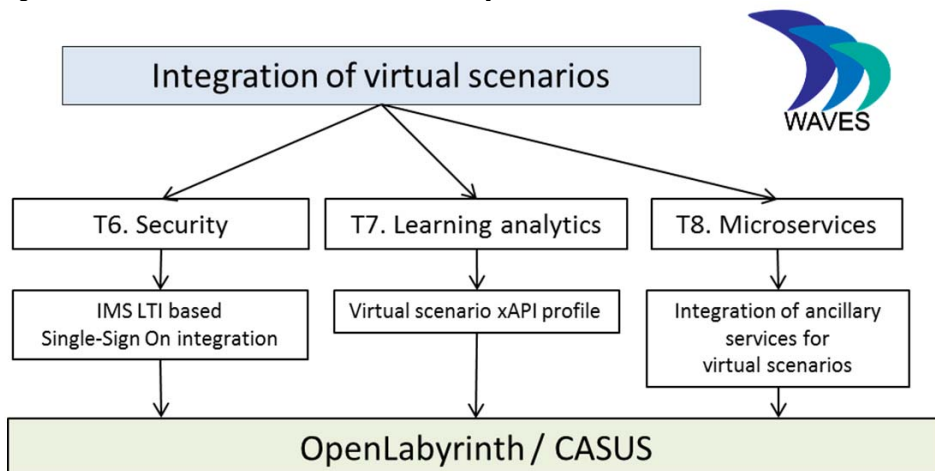 Integration of virtual scenarios
WAVES
T6. Security
T7. Learning analytics
T8. Microservices
IMS LTI based
Single-Sign On integration
Virtual scenario xAPI profile
Integration of ancillary
services for
virtual scenarios
OpenLabyrinth / CASUS